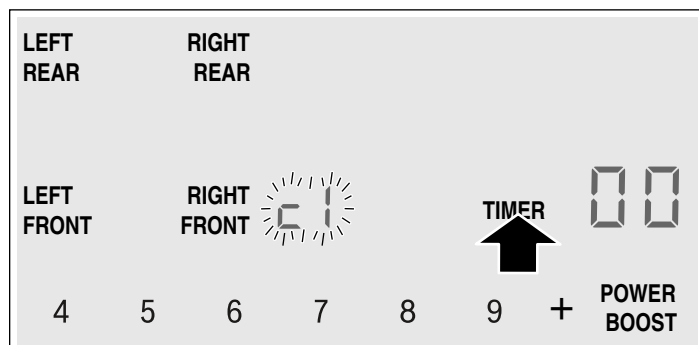 LEFT RIGHT
REAR REAR
LEFT RIGHT
FRONT FRONT
c1
TIMER
00
4 5 6 7 8 9 + POWER
BOOST